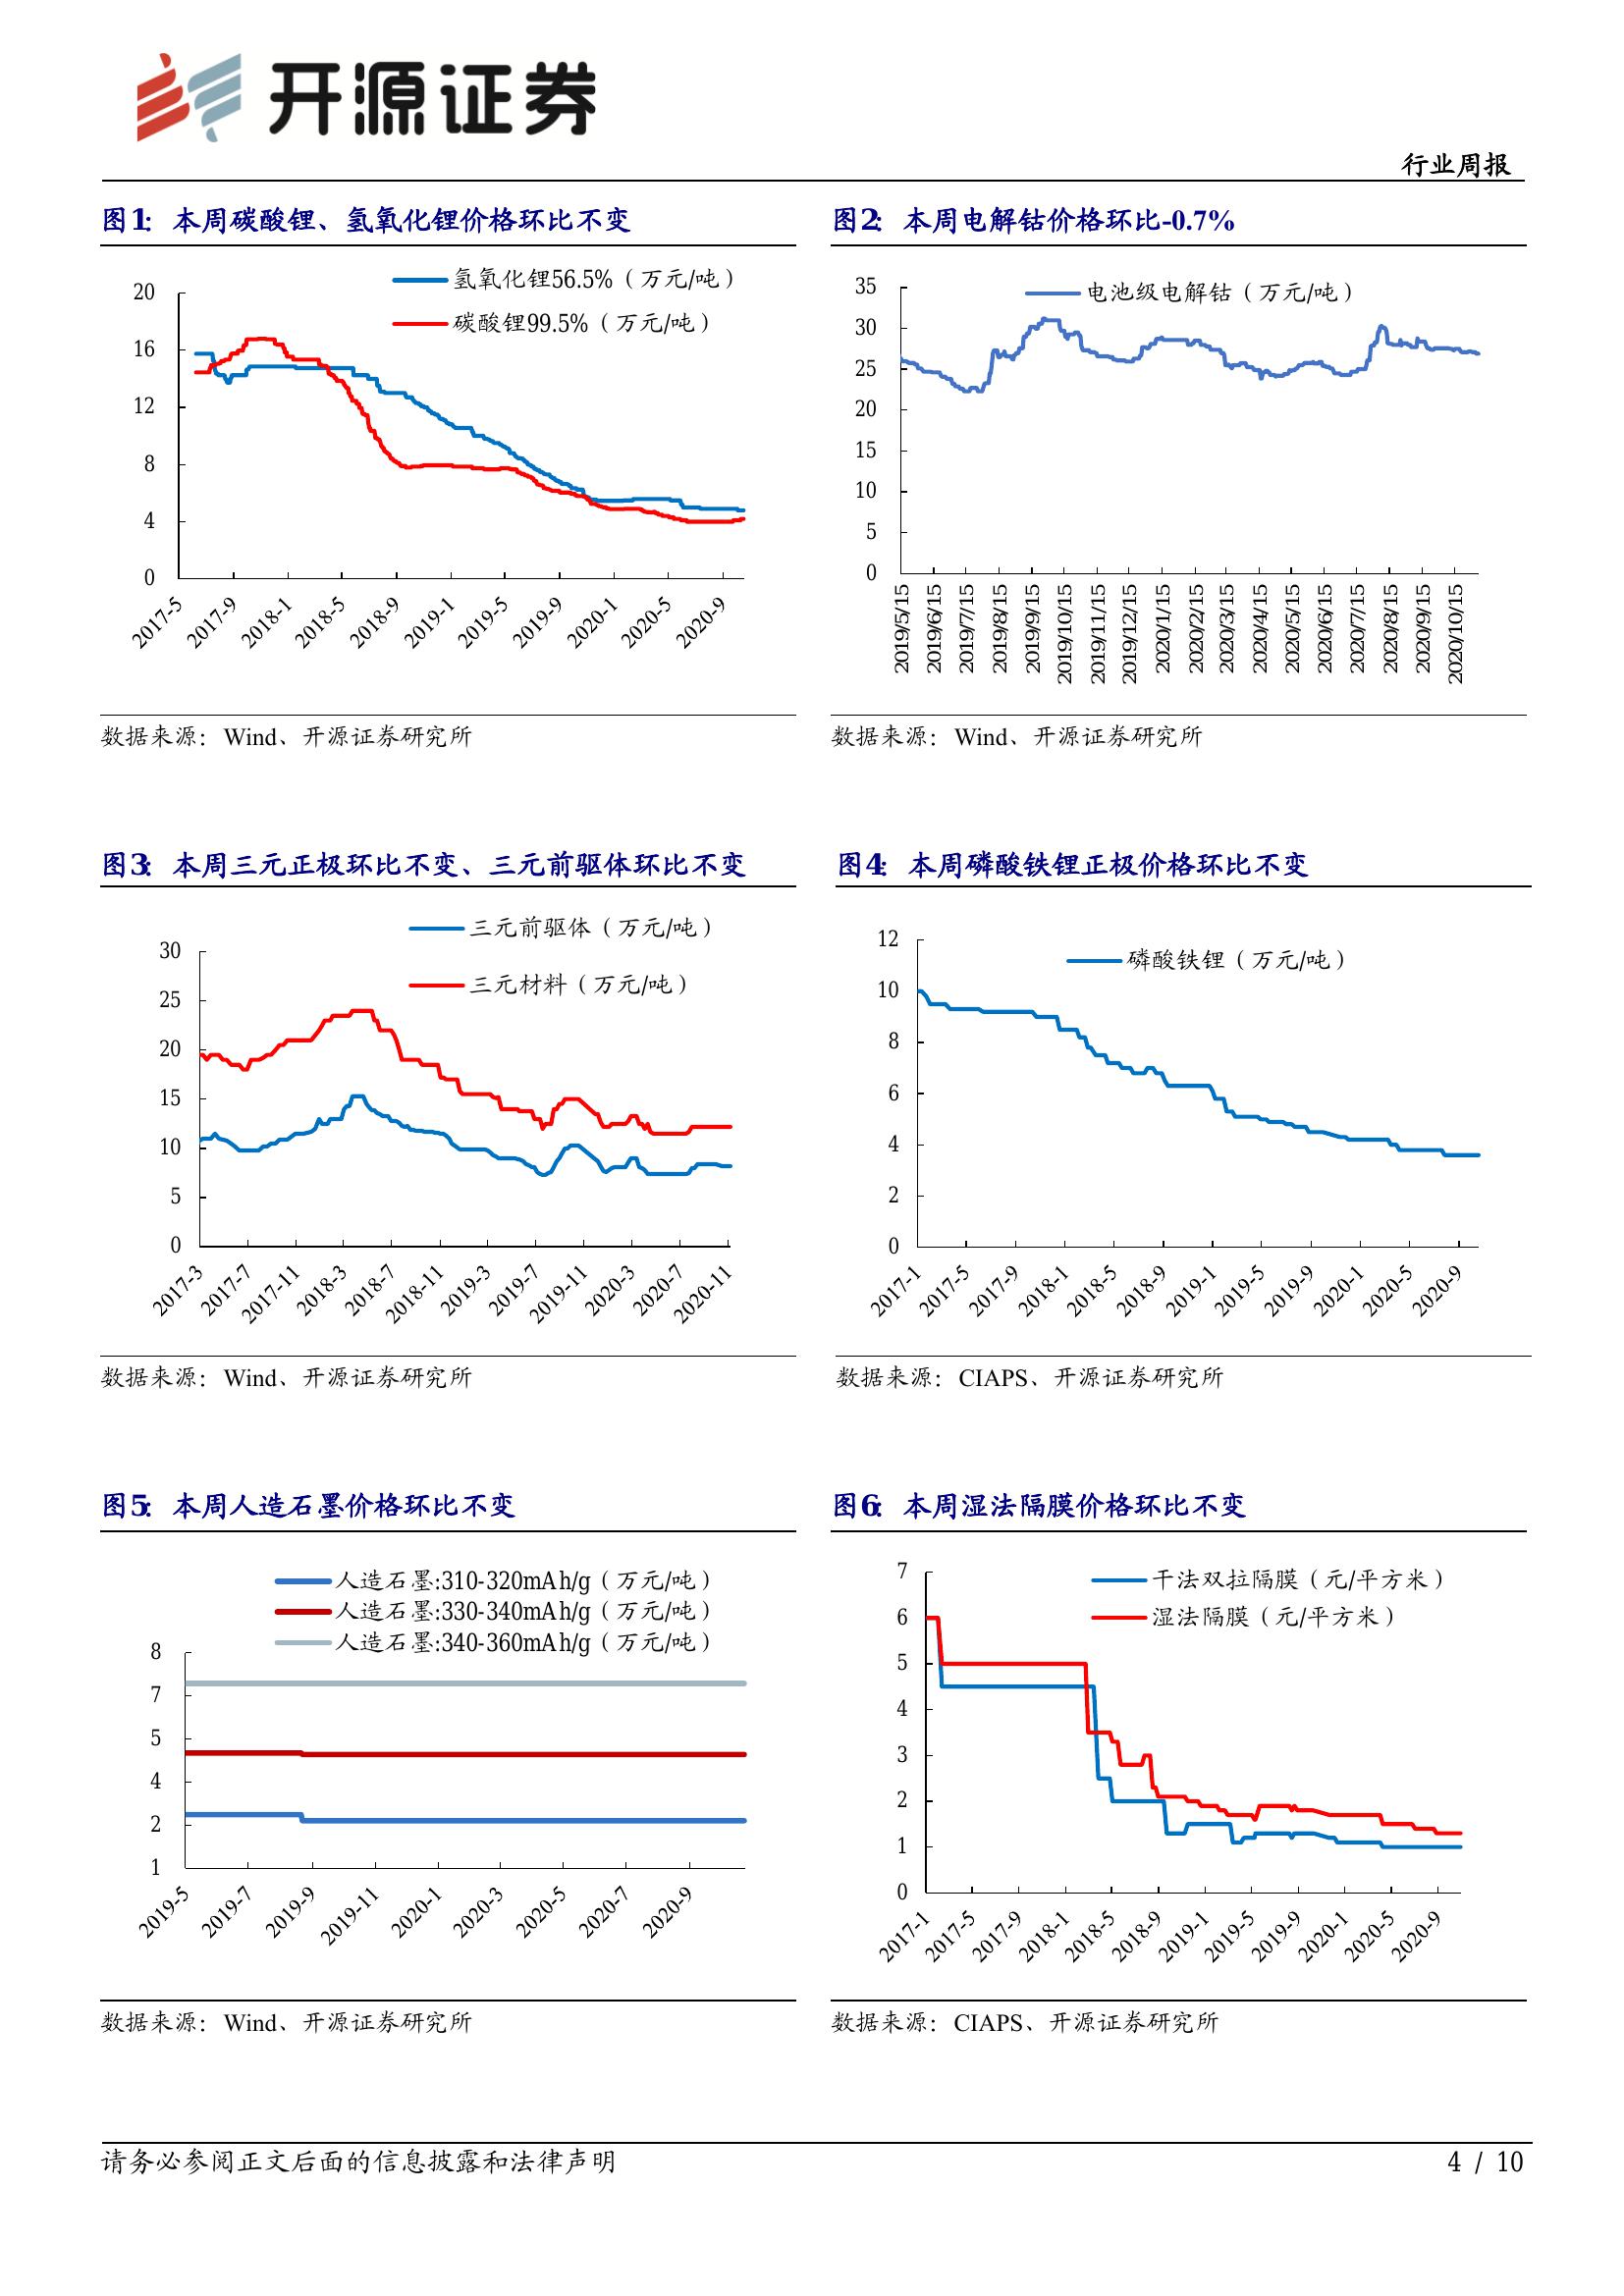 开源证券
行业周报
图1: 本周碳酸锂、氢氧化锂价格环比不变
氢氧化锂56.5%（万元/吨）
碳酸锂99.5%（万元/吨）
20
16
12
8
4
0
2017-5 2017-9 2018-1 2018-5 2018-9 2019-1 2019-5 2019-9 2020-1 2020-5 2020-9
数据来源：Wind、开源证券研究所
图2: 本周电解钴价格环比-0.7%
电池级电解钴（万元/吨）
35
30
25
20
15
10
5
0
2019/5/15 2019/6/15 2019/7/15 2019/8/15 2019/9/15 2019/10/15 2019/11/15 2019/12/15 2020/1/15 2020/2/15 2020/3/15 2020/4/15 2020/5/15 2020/6/15 2020/7/15 2020/8/15 2020/9/15 2020/10/15
数据来源：Wind、开源证券研究所
图3: 本周三元正极环比不变、三元前驱体环比不变
三元前驱体（万元/吨）
三元材料（万元/吨）
30
25
20
15
10
5
0
2017-3 2017-7 2017-11 2018-3 2018-7 2018-11 2019-3 2019-7 2019-11 2020-3 2020-7 2020-11
数据来源：Wind、开源证券研究所
图4: 本周磷酸铁锂正极价格环比不变
磷酸铁锂（万元/吨）
12
10
8
6
4
2
0
2017-1 2017-5 2017-9 2018-1 2018-5 2018-9 2019-1 2019-5 2019-9 2020-1 2020-5 2020-9
数据来源：CIAPS、开源证券研究所
图5: 本周人造石墨价格环比不变
人造石墨:310-320mAh/g（万元/吨）
人造石墨:330-340mAh/g（万元/吨）
人造石墨:340-360mAh/g（万元/吨）
8
7
5
4
2
1
2019-5 2019-7 2019-9 2019-11 2020-1 2020-3 2020-5 2020-7 2020-9
数据来源：Wind、开源证券研究所
图6: 本周湿法隔膜价格环比不变
干法双拉隔膜（元/平方米）
湿法隔膜（元/平方米）
7
6
5
4
3
2
1
0
2017-1 2017-5 2017-9 2018-1 2018-5 2018-9 2019-1 2019-5 2019-9 2020-1 2020-5 2020-9
数据来源：CIAPS、开源证券研究所
请务必参阅正文后面的信息披露和法律声明
4 / 10